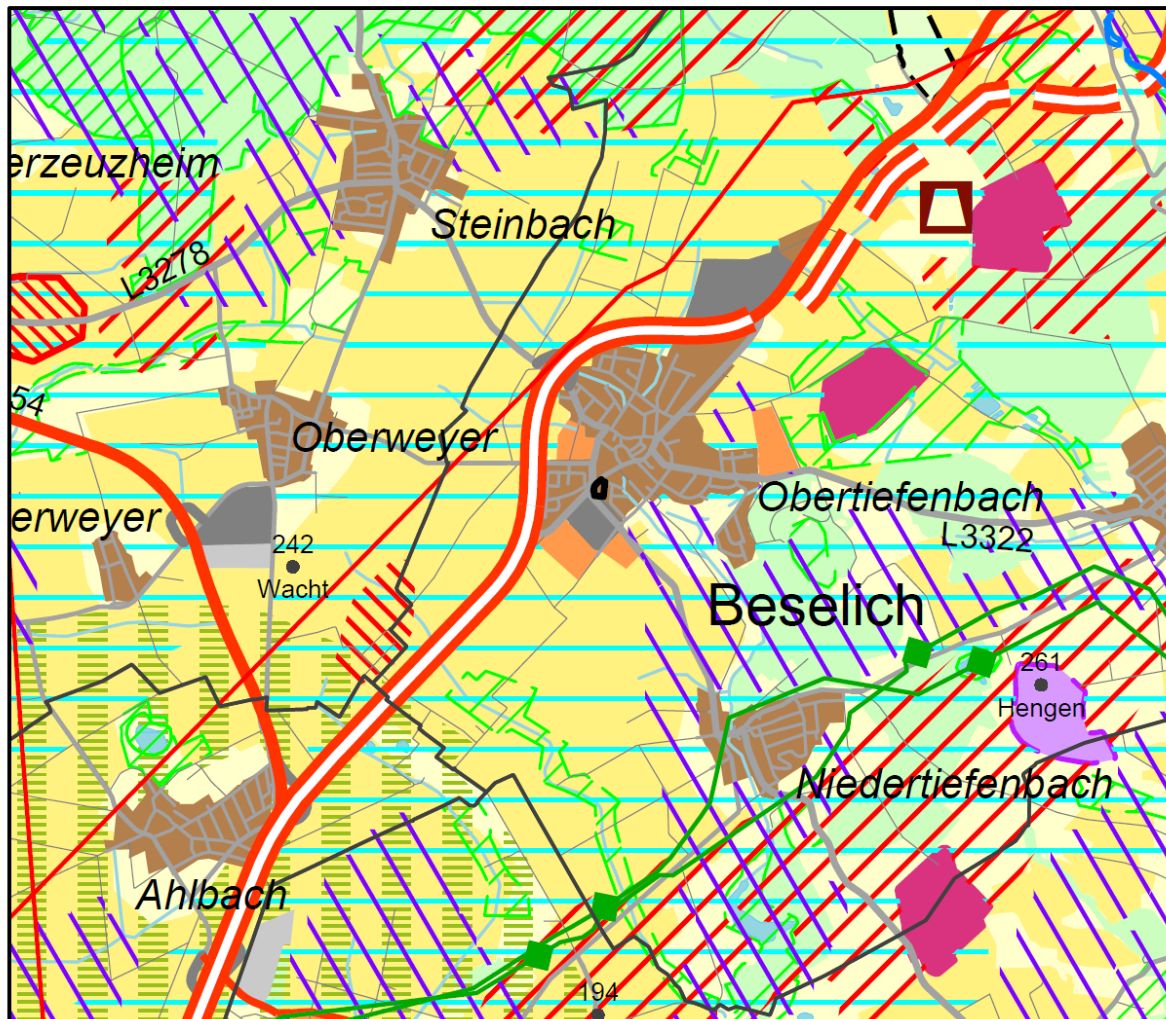 erzeuzheim
Steinbach
L3278
54
Oberweyer
erweyer
Obertiefenbach
L3322
242
Wacht
Beselich
261
Hengen
Niedertiefenbach
Ahlbach
194